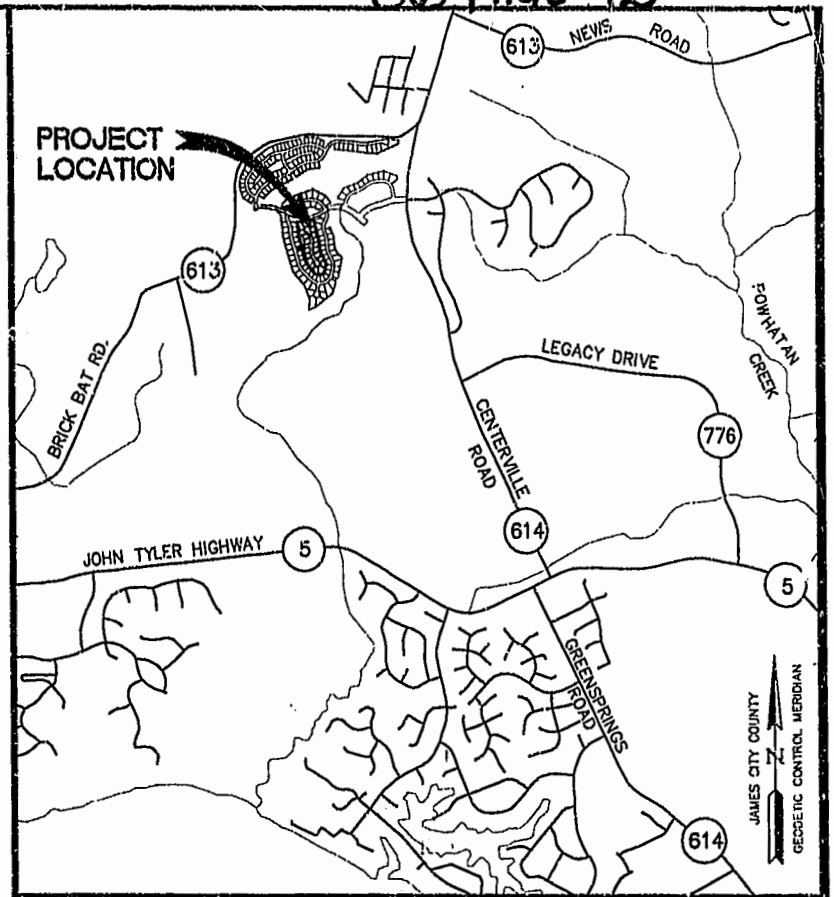 613
NEWIS ROAD
PROJECT
LOCATION
613
BRICK BAT RD.
LEGACY DRIVE
POWHATAN
CREEK
776
CENTERVILLE
ROAD
614
JOHN TYLER HIGHWAY
5
5
GREENSPRINGS
ROAD
614
JAMES CITY COUNTY
N
GEODETIC CONTROL MERIDIAN